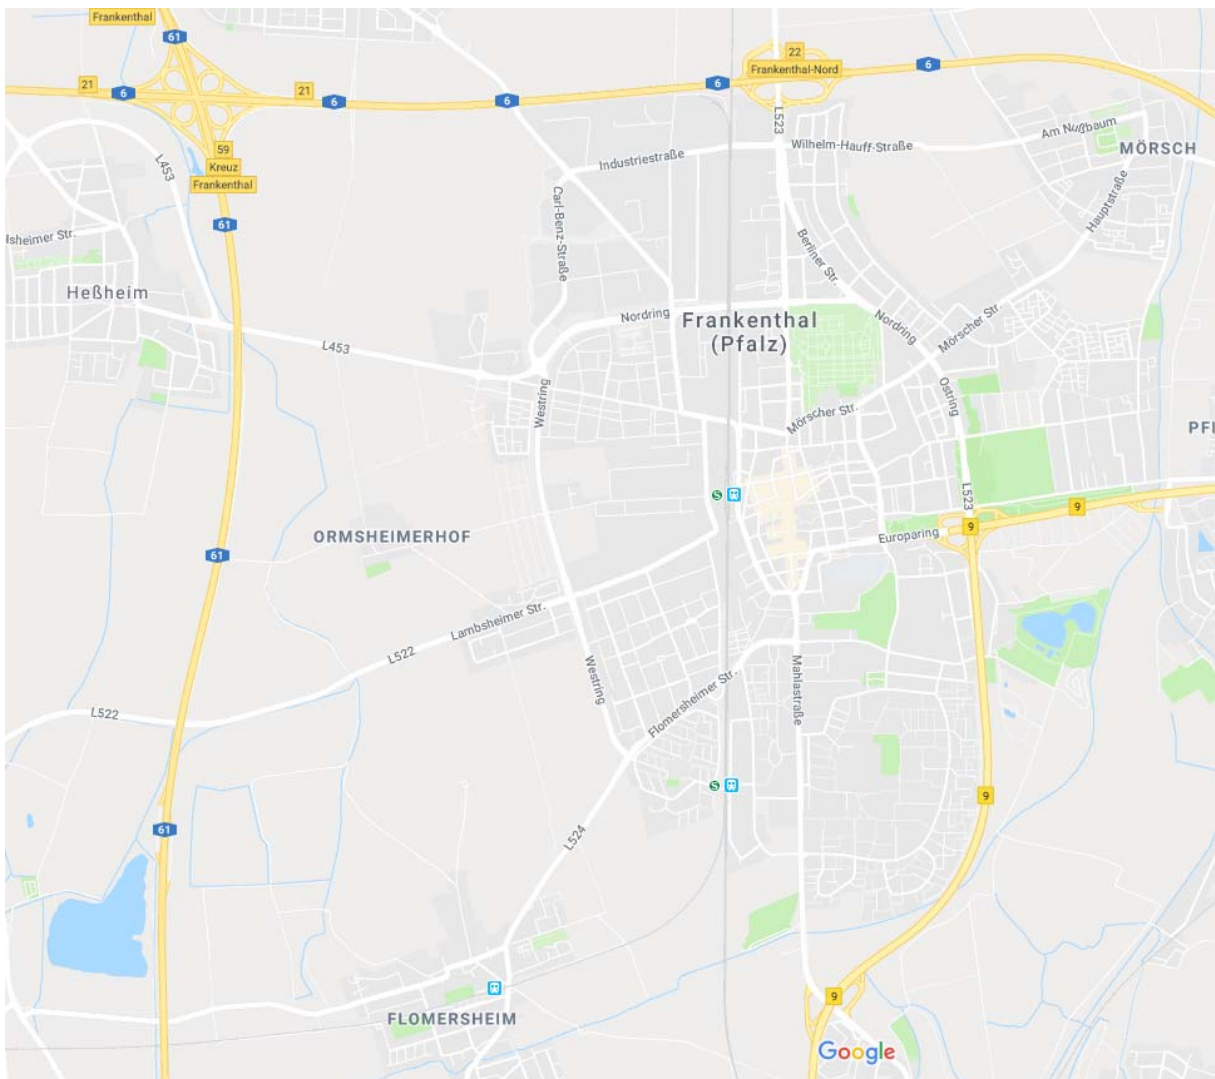 Frankenthal
61
22
Frankenthal-Nord
6
6
21
6
21
6
6
L523
Am Nußbaum
59
Kreuz
Frankenthal
L453
Industriestraße
Wilhelm-Hauff-Straße
MÖRSCH
61
Carl-Benz-Straße
Hauptstraße
Berliner Str.
Heßheim
Nordring
Frankenthal
(Pfalz)
Nordring
Mörscher Str.
L453
Westring
Ostring
Mörscher Str.
L523
9
9
ORMSHEIMERHOF
Europaring
61
S
Lambsheimer Str.
L522
Westring
Mahlastraße
Flomersheimer Str.
L522
S
9
61
L524
9
FLOMERSHEIM
Google